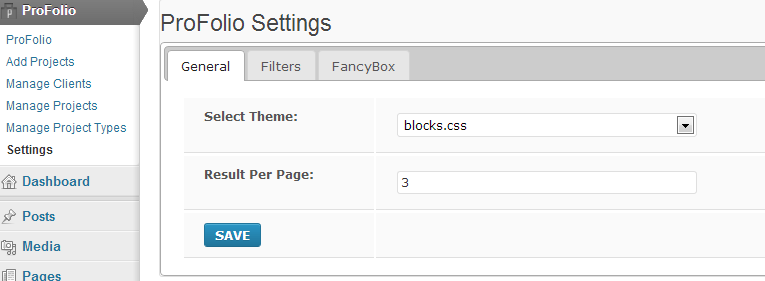 ProFolio
ProFolio
Add Projects
Manage Clients
Manage Projects
Manage Project Types
Settings
Dashboard
Posts
Media
Pages
ProFolio Settings
General Filters FancyBox
Select Theme: blocks.css
Result Per Page: 3
SAVE